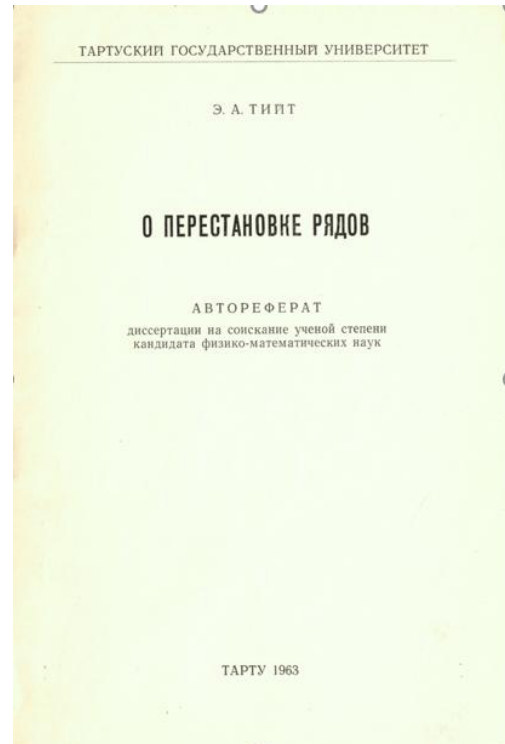 ТАРТУСКИЙ ГОСУДАРСТВЕННЫЙ УНИВЕРСИТЕТ
Э. А. ТИЙТ
О ПЕРЕСТАНОВКЕ РЯДОВ
АВТОРЕФЕРАТ
диссертации на соискание ученой степени
кандидата физико-математических наук
ТАРТУ 1963